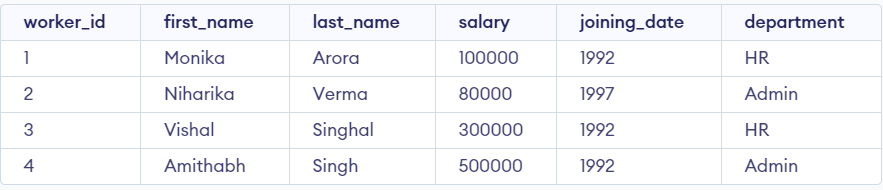 worker_id first_name last_name salary joining_date department
1 Monika Arora 100000 1992 HR
2 Niharika Verma 80000 1997 Admin
3 Vishal Singhal 300000 1992 HR
4 Amithabh Singh 500000 1992 Admin